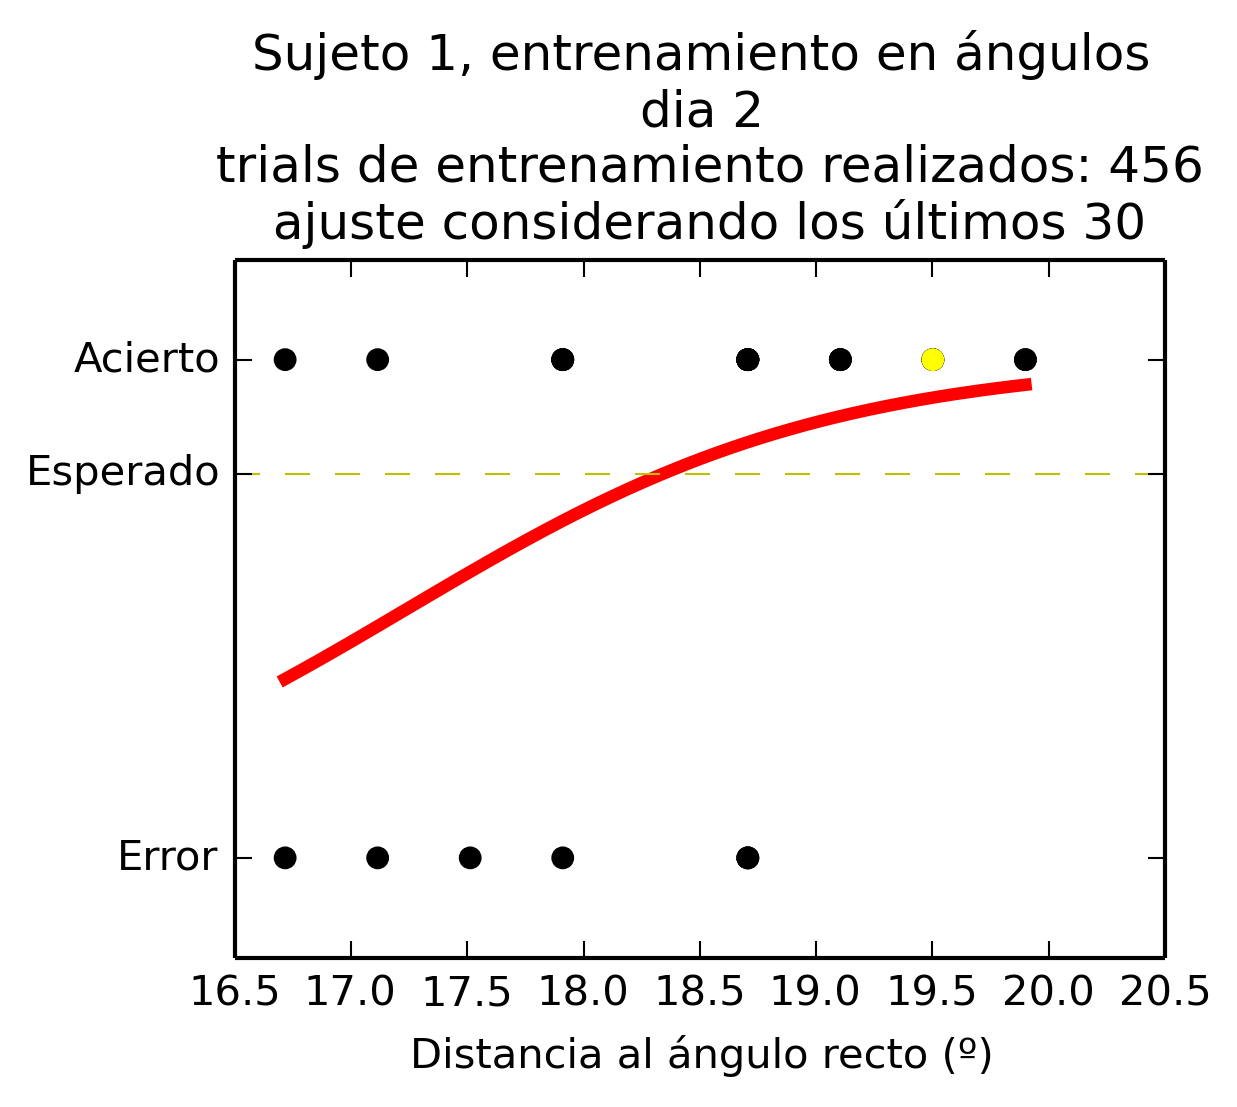 Sujeto 1, entrenamiento en ángulos
dia 2
trials de entrenamiento realizados: 456
ajuste considerando los últimos 30
Acierto
Esperado
Error
16.5 17.0 17.5 18.0 18.5 19.0 19.5 20.0 20.5
Distancia al ángulo recto (º)